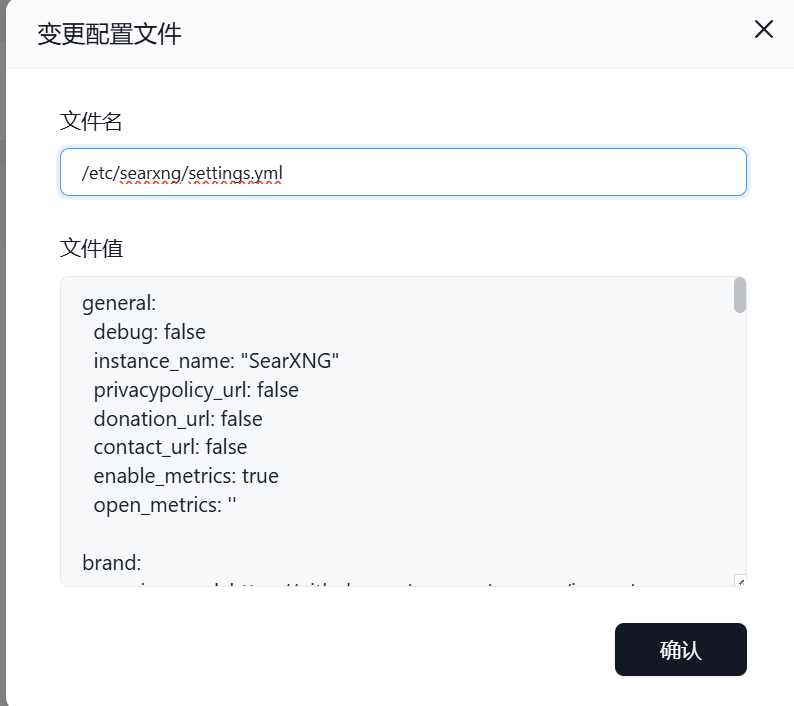 变更配置文件
文件名
/etc/searxng/settings.yml
文件值
general:
debug: false
instance_name: "SearXNG"
privacypolicy_url: false
donation_url: false
contact_url: false
enable_metrics: true
open_metrics: ''
brand:
确认